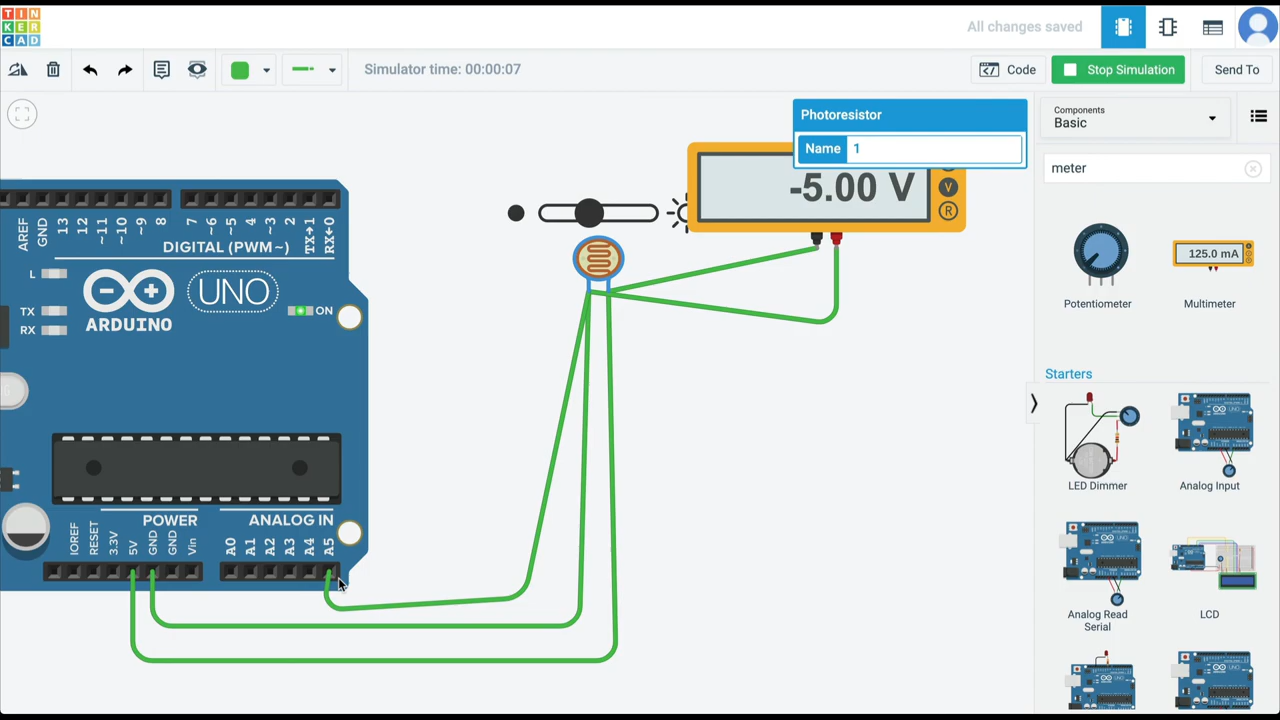 TIN
KER
CAD
All changes saved
Simulator time: 00:00:07
Code
Stop Simulation
Send To
Photoresistor
Name 1
-5.00 V
V
R
Components
Basic
meter
AREF
GND
13
12
~11
~10
~9
8
7
~6
~5
4
~3
2
TX→1
RX←0
DIGITAL (PWM~)
L
TX
RX
UNO
ARDUINO
ON
POWER
ANALOG IN
IOREF
RESET
3.3V
5V
GND
GND
Vin
A0
A1
A2
A3
A4
A5
125.0 mA
Potentiometer
Multimeter
Starters
LED Dimmer
Analog Input
Analog Read
Serial
LCD